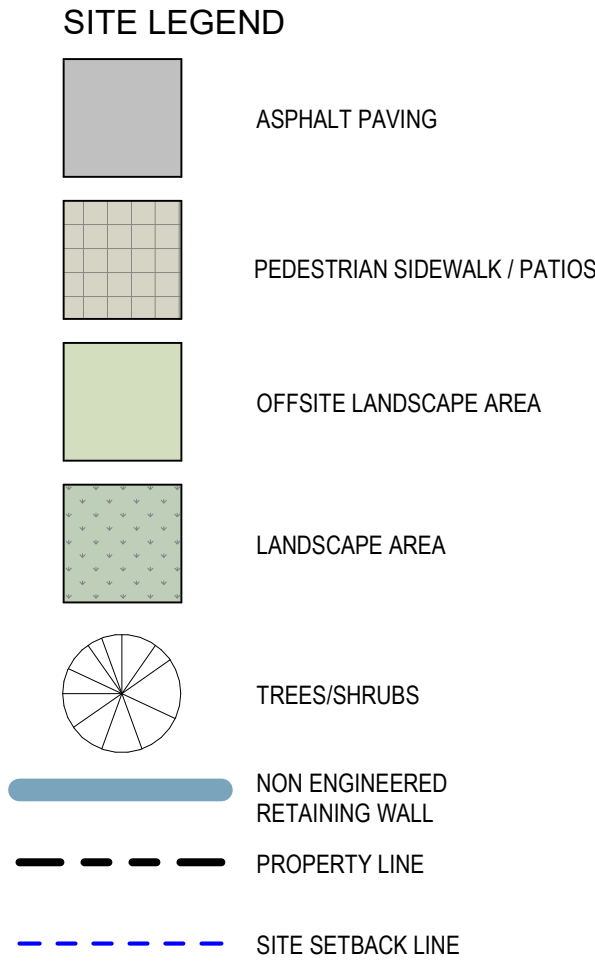 SITE LEGEND
ASPHALT PAVING
PEDESTRIAN SIDEWALK / PATIOS
OFFSITE LANDSCAPE AREA
LANDSCAPE AREA
TREES/SHRUBS
NON ENGINEERED
RETAINING WALL
PROPERTY LINE
SITE SETBACK LINE